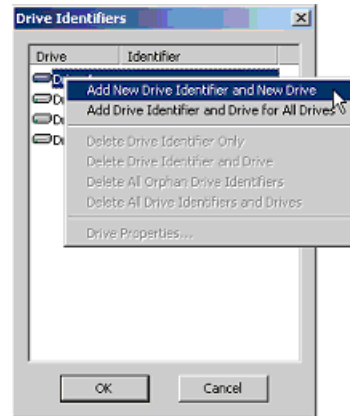 Drive Identifiers
Drive Identifier
Add New Drive Identifier and New Drive
Add Drive Identifier and Drive for All Drives
Delete Drive Identifier Only
Delete Drive Identifier and Drive
Delete All Orphan Drive Identifiers
Delete All Drive Identifiers and Drives
Drive Properties...
OK Cancel